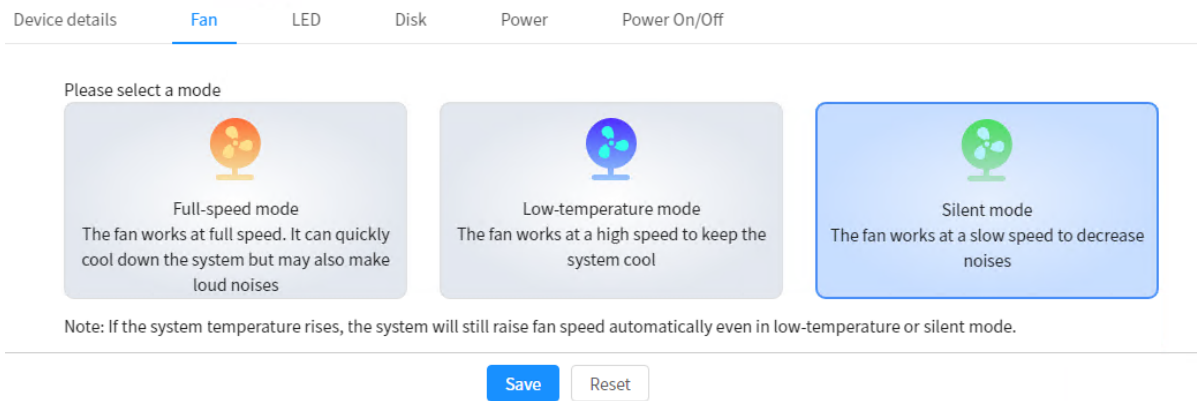 Device details Fan LED Disk Power Power On/Off
Please select a mode
Full-speed mode
The fan works at full speed. It can quickly
cool down the system but may also make
loud noises
Low-temperature mode
The fan works at a high speed to keep the
system cool
Silent mode
The fan works at a slow speed to decrease
noises
Note: If the system temperature rises, the system will still raise fan speed automatically even in low-temperature or silent mode.
Save Reset